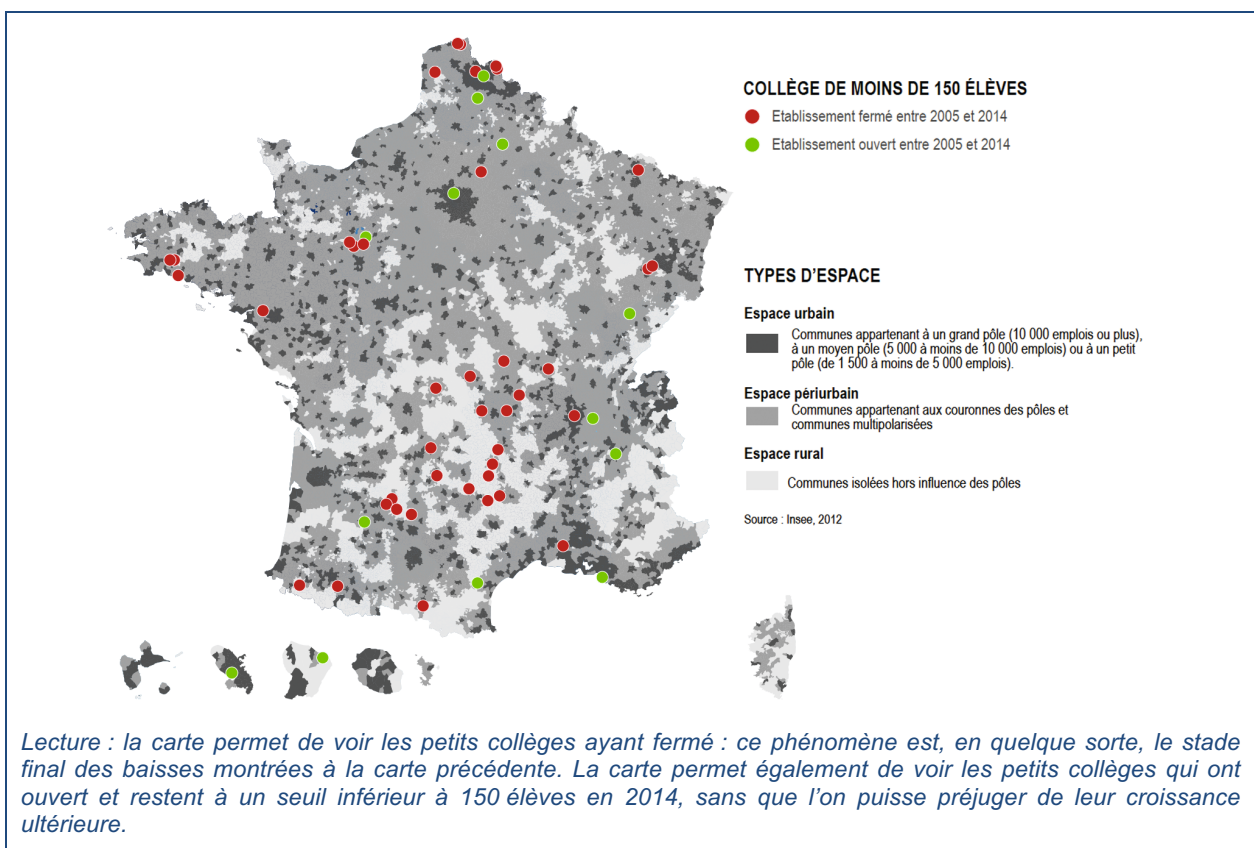 COLLÈGE DE MOINS DE 150 ÉLÈVES
Etablissement fermé entre 2005 et 2014
Etablissement ouvert entre 2005 et 2014
TYPES D'ESPACE
Espace urbain
Communes appartenant à un grand pôle (10 000 emplois ou plus),
à un moyen pôle (5 000 à moins de 10 000 emplois) ou à un petit
pôle (de 1 500 à moins de 5 000 emplois).
Espace périurbain
Communes appartenant aux couronnes des pôles et
communes multipolarisées
Espace rural
Communes isolées hors influence des pôles
Source : Insee, 2012
Lecture : la carte permet de voir les petits collèges ayant fermé : ce phénomène est, en quelque sorte, le stade
final des baisses montrées à la carte précédente. La carte permet également de voir les petits collèges qui ont
ouvert et restent à un seuil inférieur à 150 élèves en 2014, sans que l'on puisse préjuger de leur croissance
ultérieure.